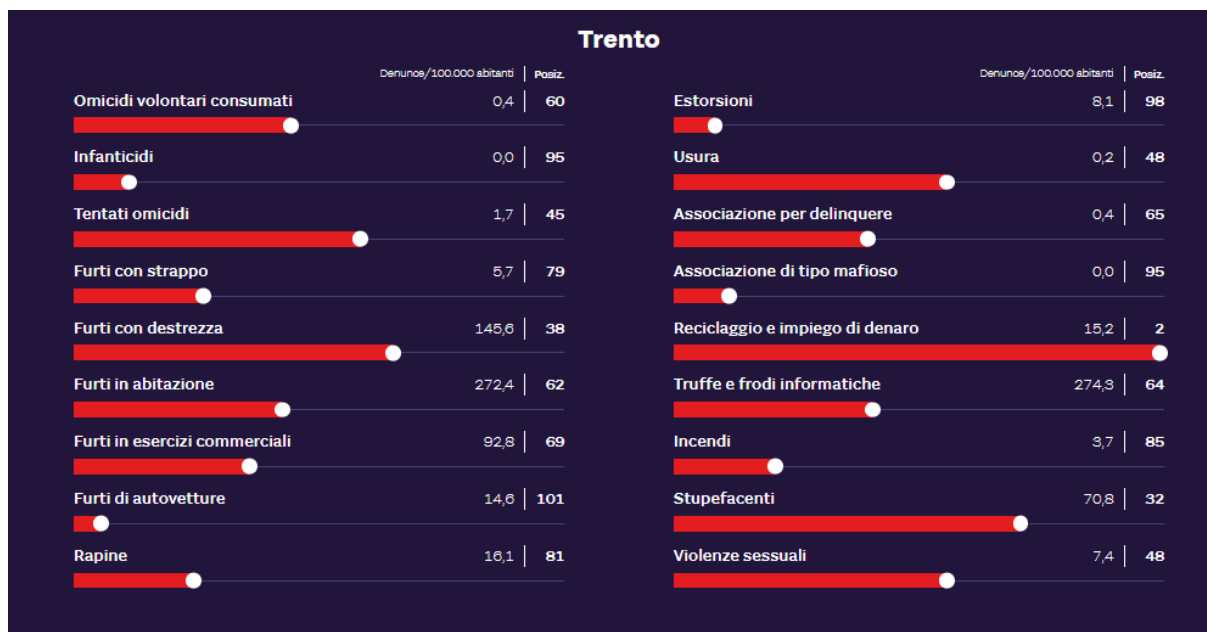 Trento
Denunce/100.000 abitanti Posiz.
Omicidi volontari consumati 0,4 60
Infanticidi 0,0 95
Tentati omicidi 1,7 45
Furti con strappo 5,7 79
Furti con destrezza 145,6 38
Furti in abitazione 272,4 62
Furti in esercizi commerciali 92,8 69
Furti di autovetture 14,6 101
Rapine 16,1 81
Denunce/100.000 abitanti Posiz.
Estorsioni 8,1 98
Usura 0,2 48
Associazione per delinquere 0,4 65
Associazione di tipo mafioso 0,0 95
Reciclaggio e impiego di denaro 15,2 2
Truffe e frodi informatiche 274,3 64
Incendi 3,7 85
Stupefacenti 70,8 32
Violenze sessuali 7,4 48